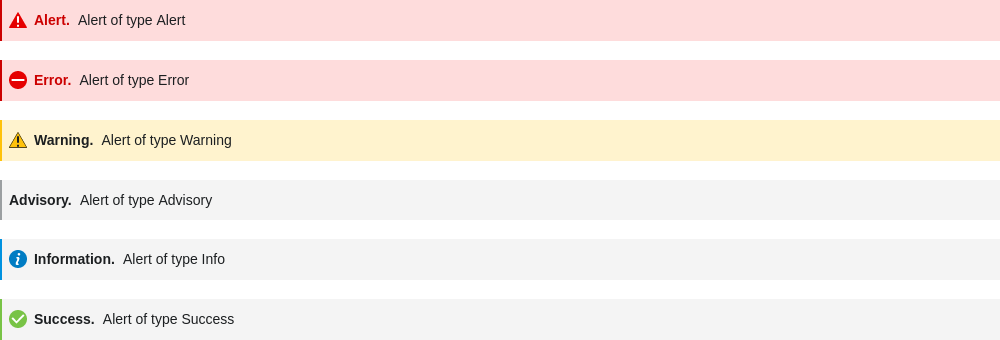 Alert. Alert of type Alert
Error. Alert of type Error
Warning. Alert of type Warning
Advisory. Alert of type Advisory
Information. Alert of type Info
Success. Alert of type Success